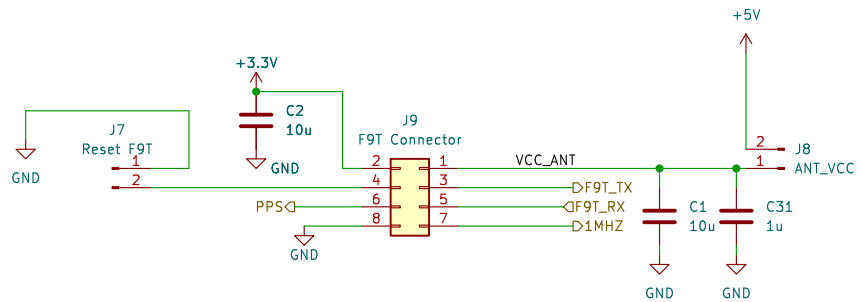 +5V
+3.3V
C2
10u
GND
J7
Reset F9T
1
2
GND
J9
F9T Connector
2 1
4 3
6 5
8 7
VCC_ANT
PPS
GND
F9T_TX
F9T_RX
1MHZ
2
1
J8
ANT_VCC
C1
10u
C31
1u
GND
GND